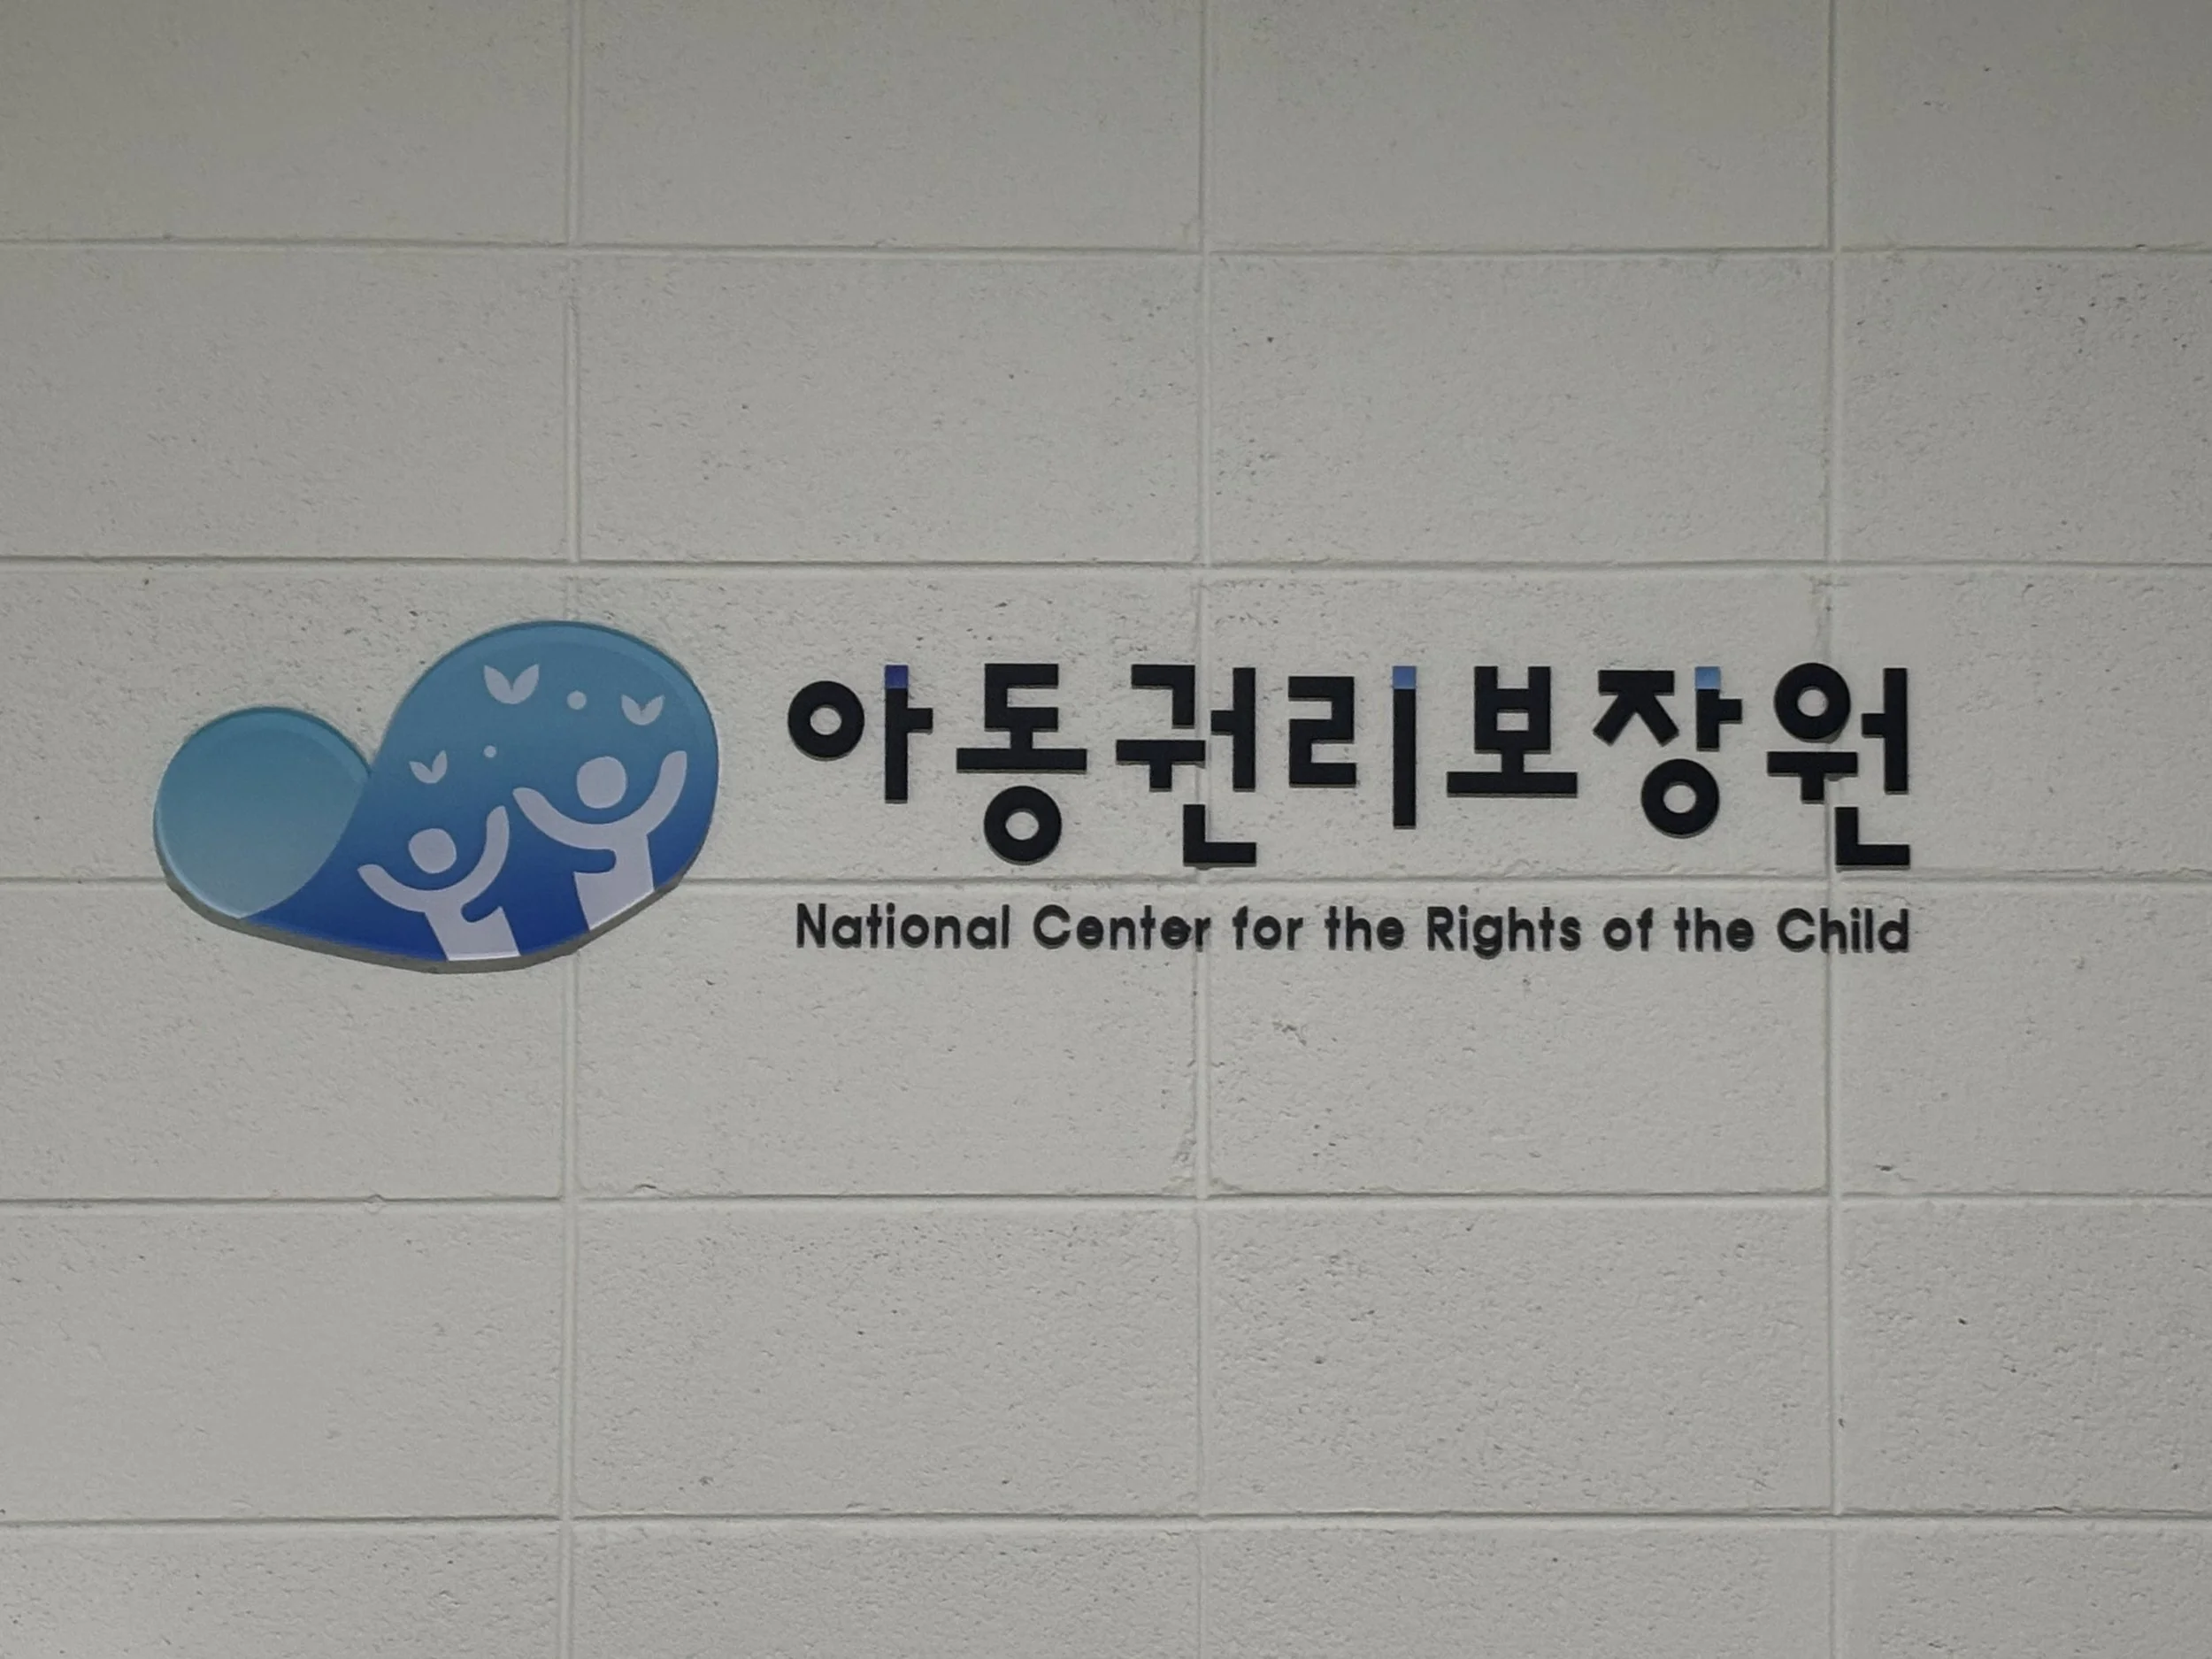 아동권리보장원
National Center for the Rights of the Child